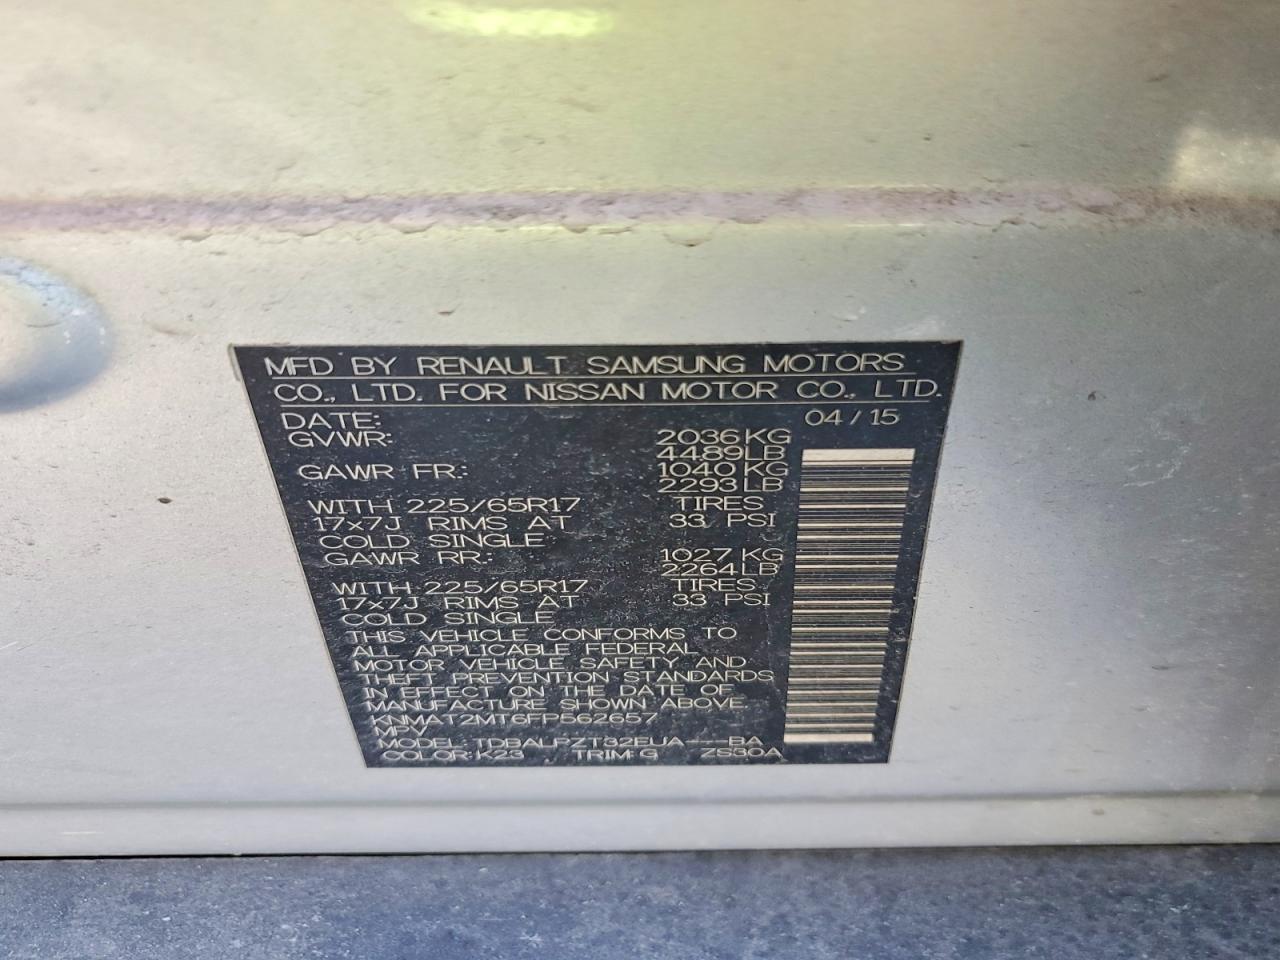 MFD BY RENAULT SAMSUNG MOTORS
CO., LTD. FOR NISSAN MOTOR CO., LTD.
DATE: 04/15
GVWR: 2036 KG
4489LB
GAWR FR.: 1040 KG
2293 LB
WITH 225/65R17 TIRES
17x7J RIMS AT 33 PSI
COLD SINGLE
GAWR RR.: 1027 KG
2264 LB
WITH 225/65R17 TIRES
17x7J RIMS AT 33 PSI
COLD SINGLE
THIS VEHICLE CONFORMS TO
ALL APPLICABLE FEDERAL
MOTOR VEHICLE SAFETY AND
THEFT PREVENTION STANDARDS
IN EFFECT ON THE DATE OF
MANUFACTURE SHOWN ABOVE.
KNMAT2MT6FP562657
MPV
MODEL: TDBALPZT32EUA---BA
COLOR: K23 TRIM: G ZS30A